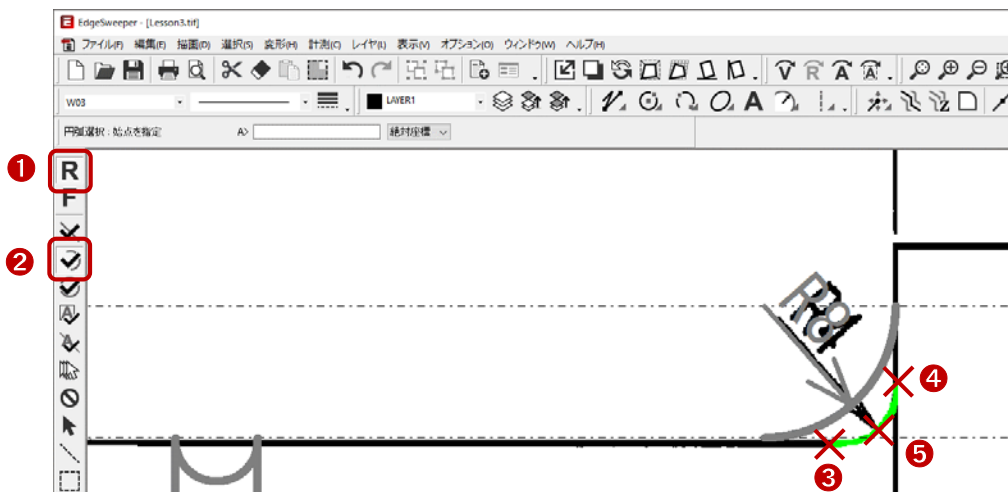 EdgeSweeper - [Lesson3.tif]
ファイル(F) 編集(E) 描画(D) 選択(S) 変形(H) 計測(C) レイヤ(L) 表示(V) オプション(O) ウィンドウ(W) ヘルプ(H)
V R A A
W03 LAYER1 A
円弧選択 : 始点を指定 A> 絶対座標
1 R
F
2
A
A
4
5
3